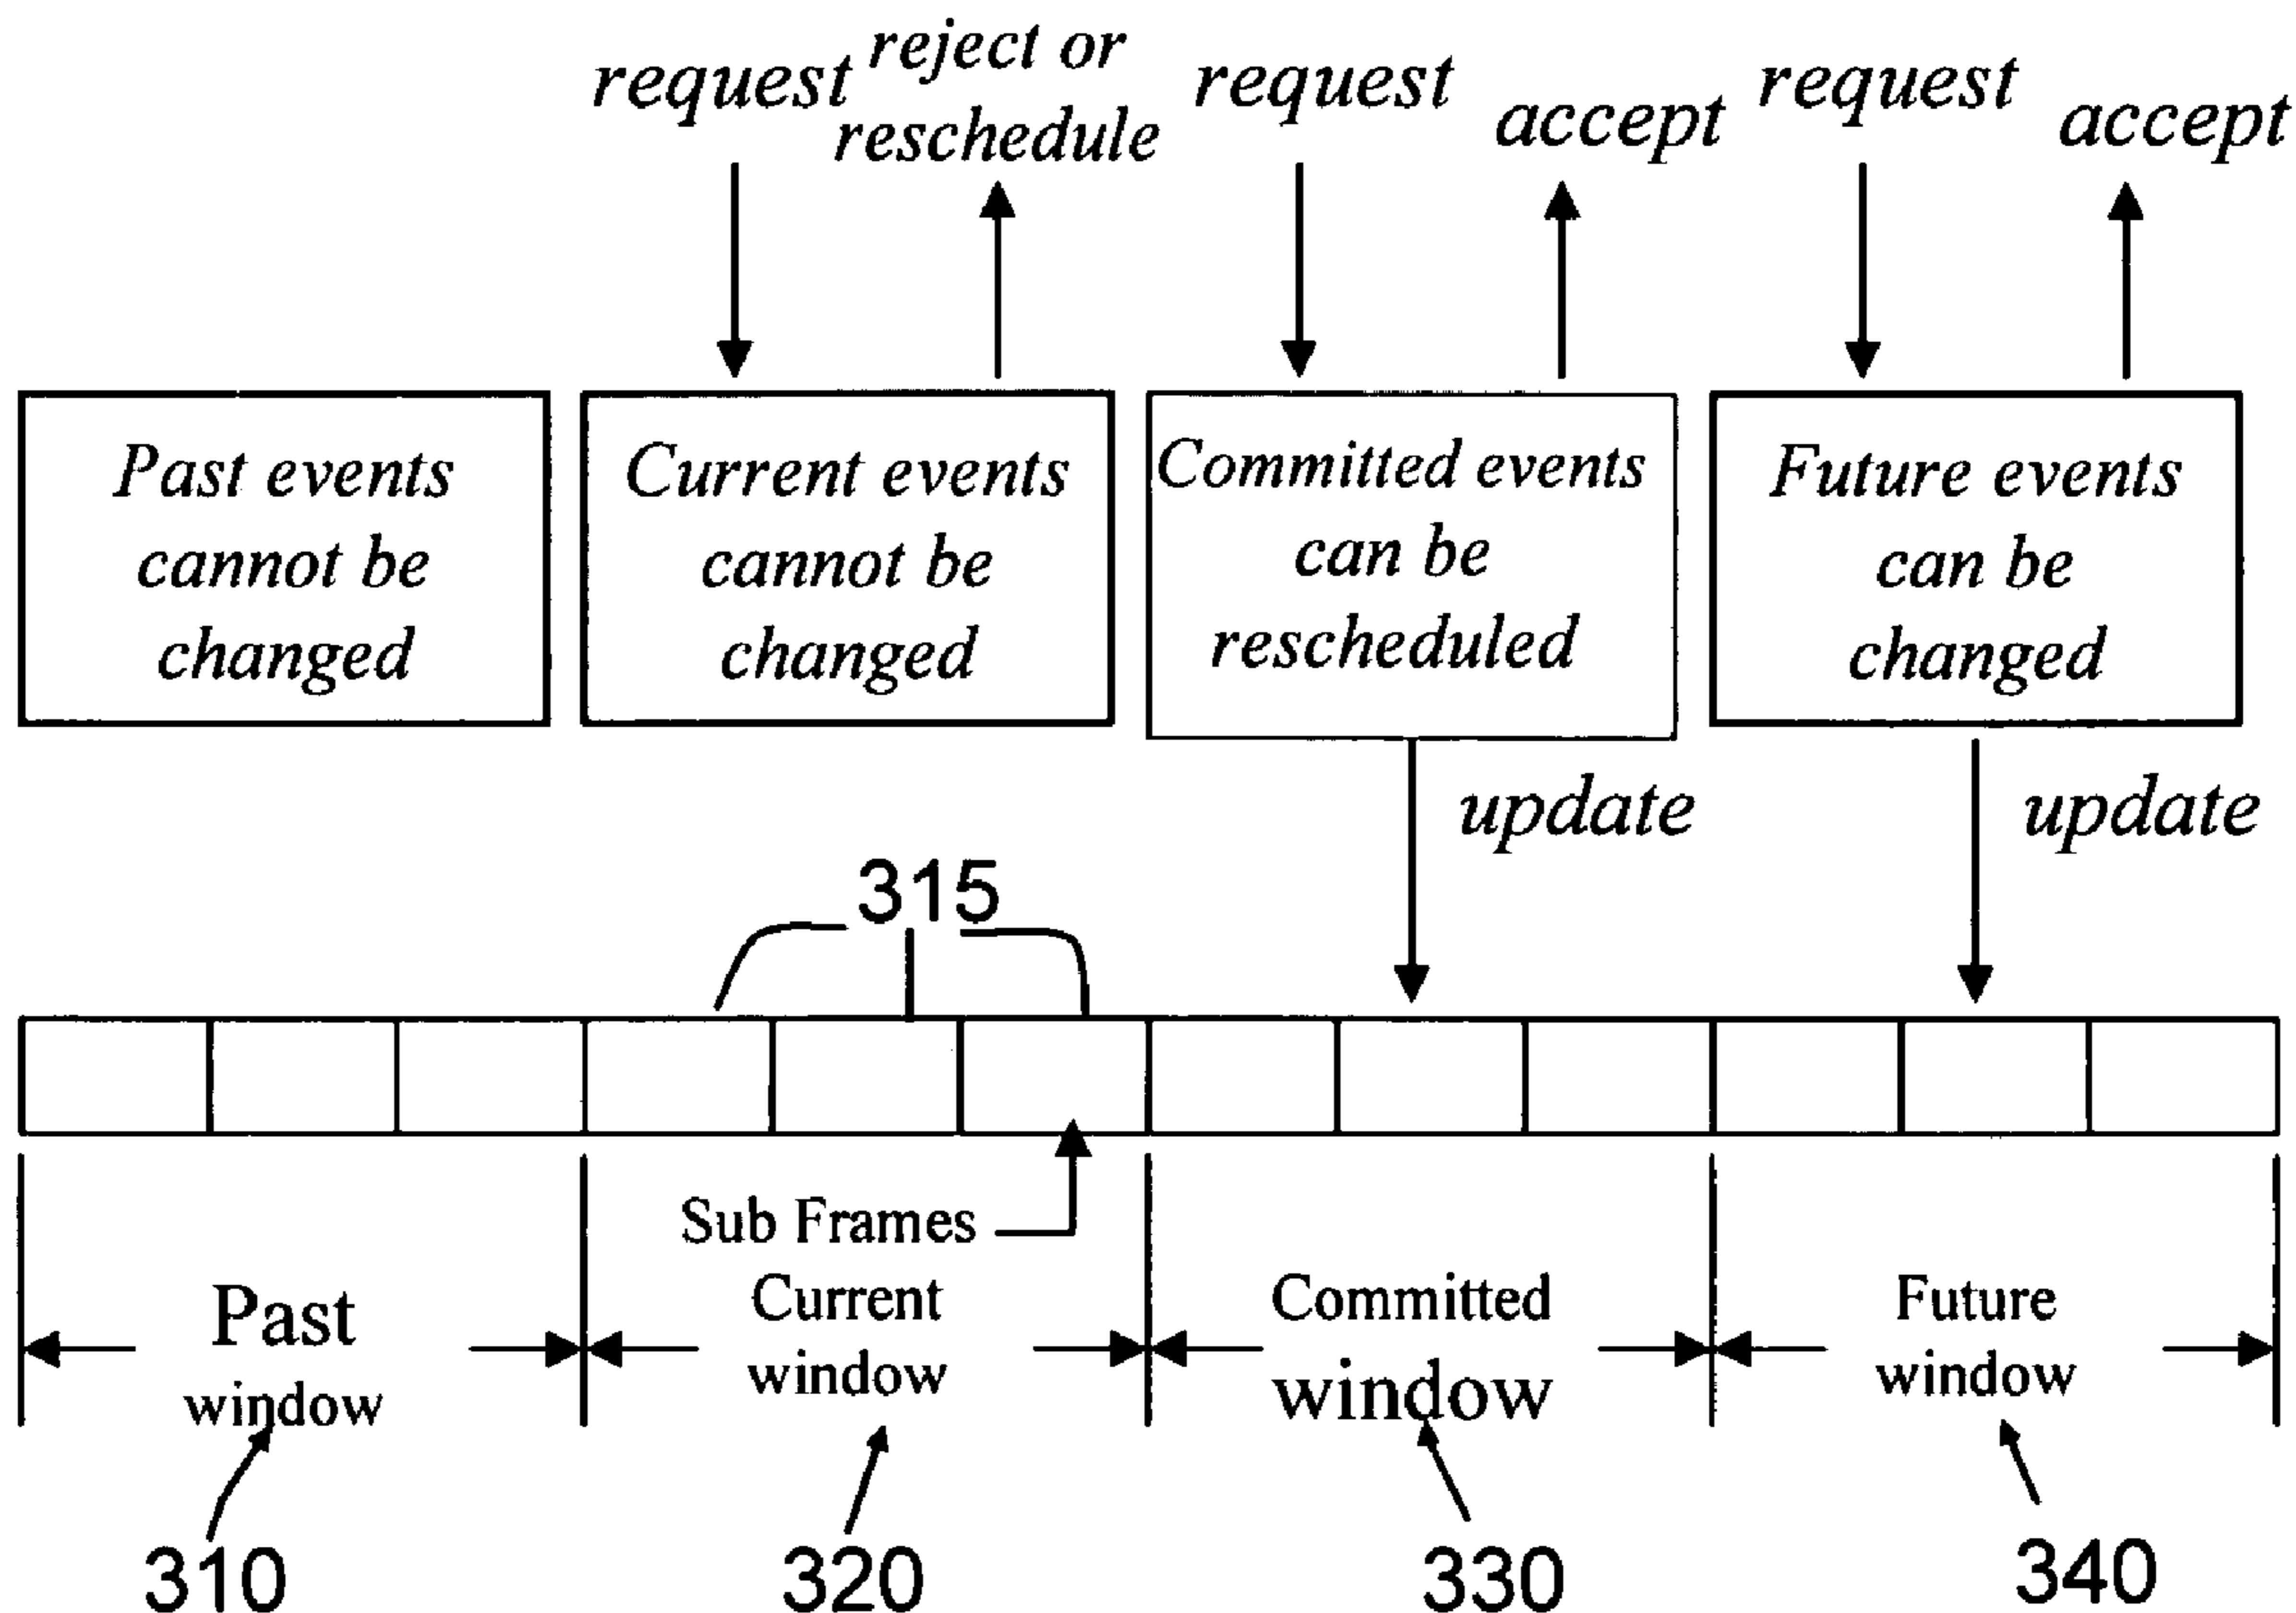 request
reject or
reschedule
request
accept
request
accept
Past events
cannot be
changed
Current events
cannot be
changed
Committed events
can be
rescheduled
Future events
can be
changed
update
update
315
Sub Frames
Past
window
Current
window
Committed
window
Future
window
310
320
330
340